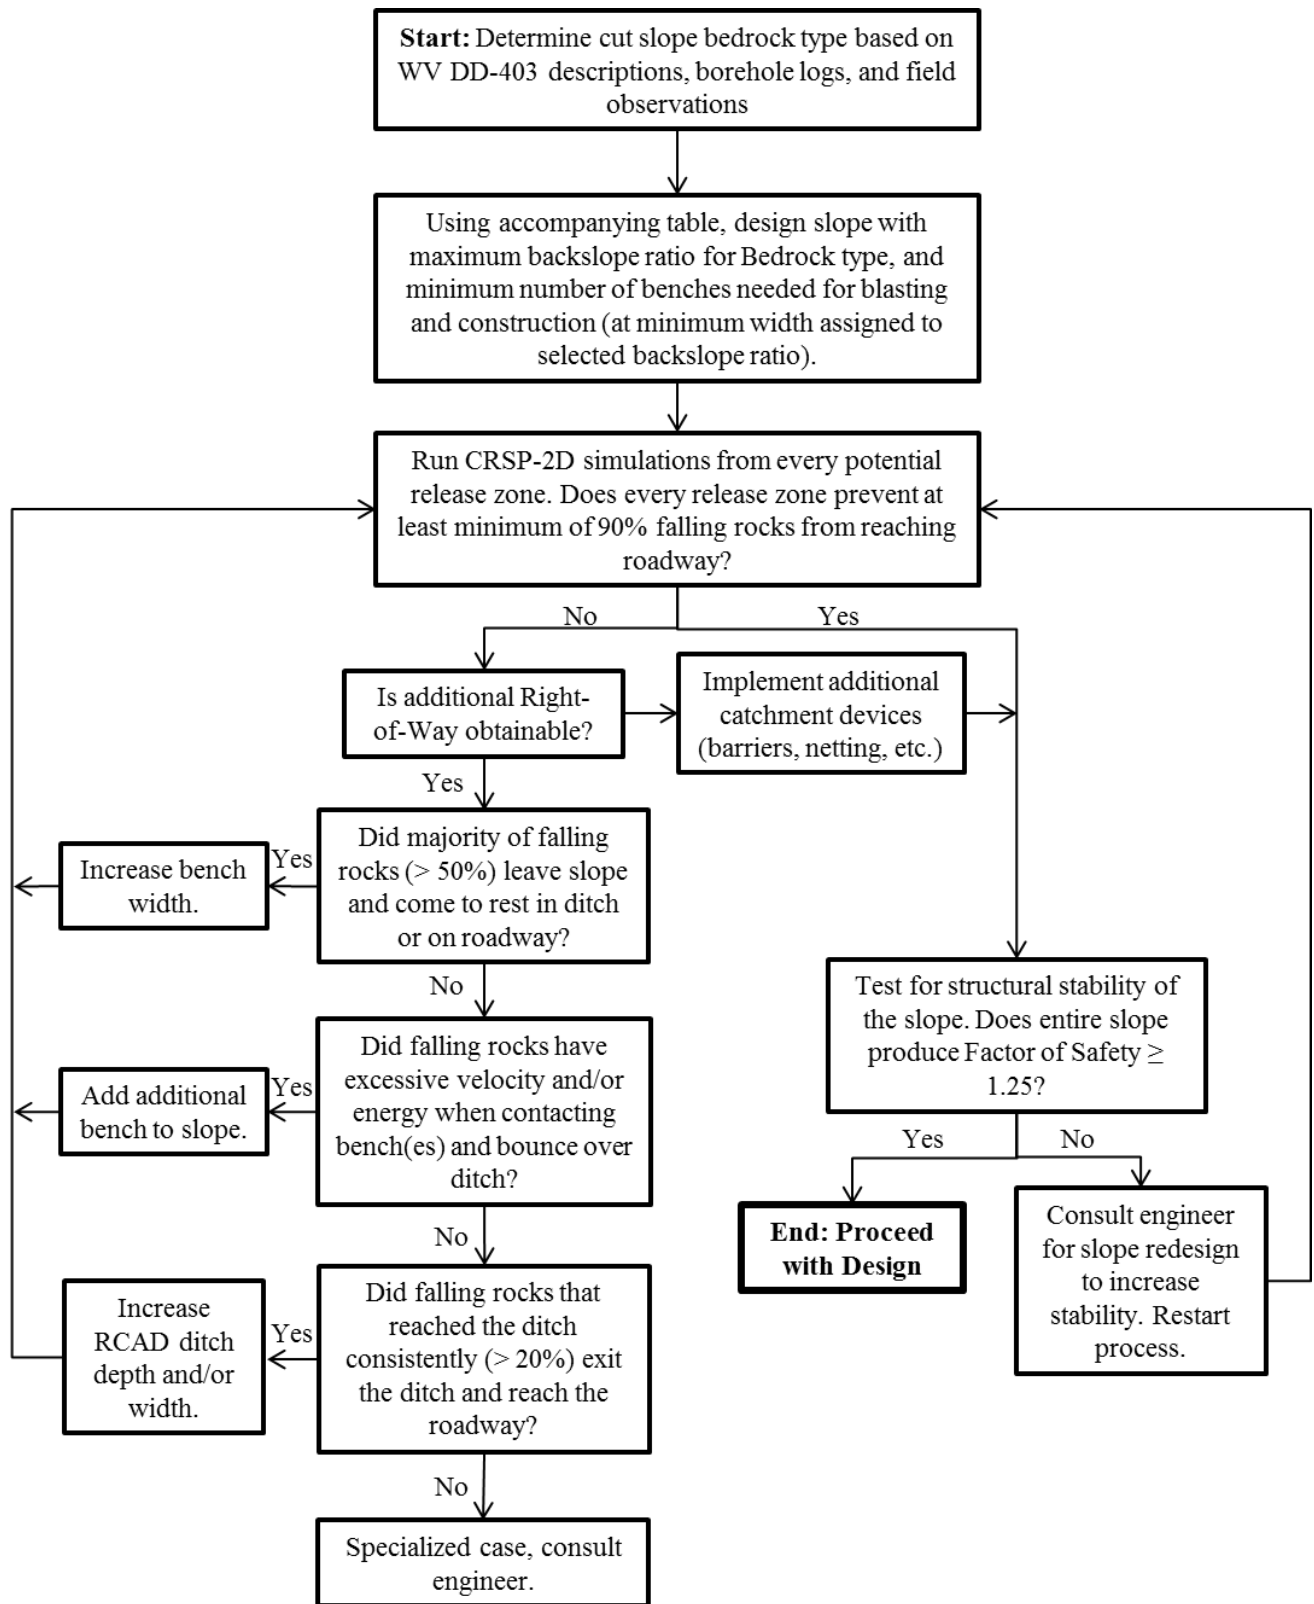 Start: Determine cut slope bedrock type based on
WV DD-403 descriptions, borehole logs, and field
observations
Using accompanying table, design slope with
maximum backslope ratio for Bedrock type, and
minimum number of benches needed for blasting
and construction (at minimum width assigned to
selected backslope ratio).
Run CRSP-2D simulations from every potential
release zone. Does every release zone prevent at
least minimum of 90% falling rocks from reaching
roadway?
No
Yes
Is additional Right-
of-Way obtainable?
Implement additional
catchment devices
(barriers, netting, etc.)
Yes
Did majority of falling
rocks (> 50%) leave slope
and come to rest in ditch
or on roadway?
Yes
Increase bench
width.
No
Did falling rocks have
excessive velocity and/or
energy when contacting
bench(es) and bounce over
ditch?
Yes
Add additional
bench to slope.
No
Did falling rocks that
reached the ditch
consistently (> 20%) exit
the ditch and reach the
roadway?
Yes
Increase
RCAD ditch
depth and/or
width.
No
Specialized case, consult
engineer.
Test for structural stability of
the slope. Does entire slope
produce Factor of Safety ≥
1.25?
Yes
No
End: Proceed
with Design
Consult engineer
for slope redesign
to increase
stability. Restart
process.